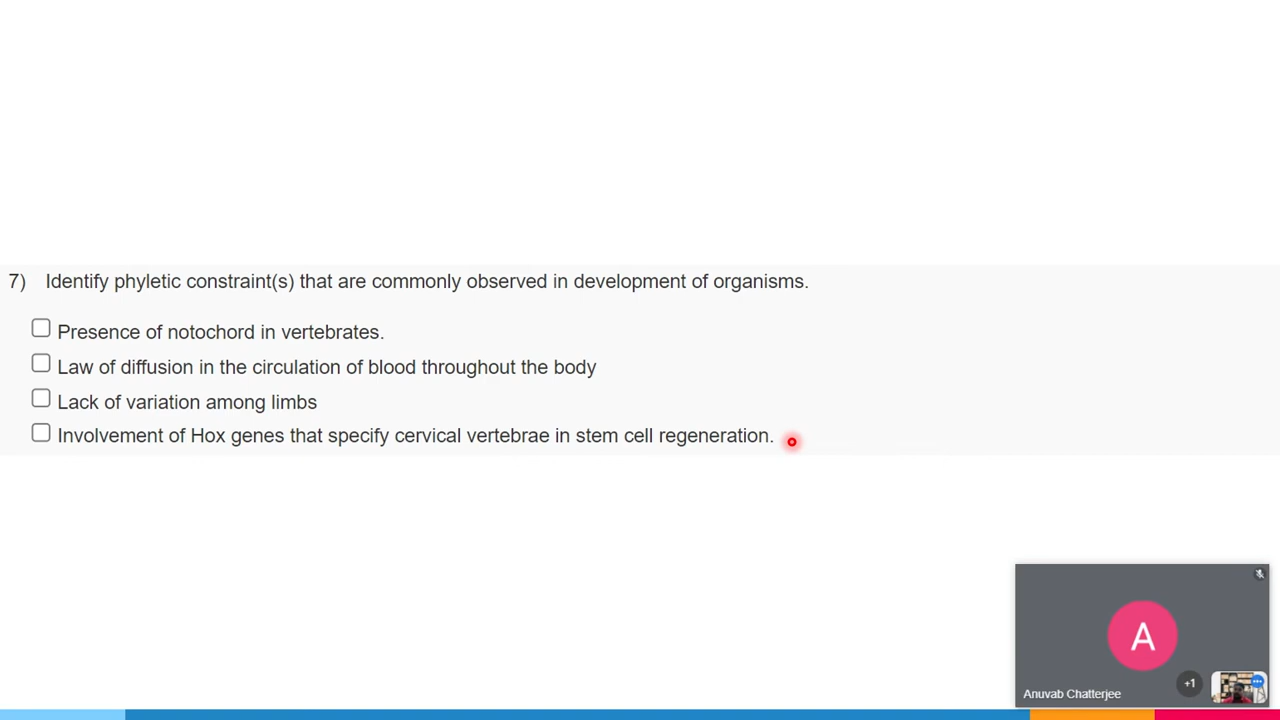 7) Identify phyletic constraint(s) that are commonly observed in development of organisms.
Presence of notochord in vertebrates.
Law of diffusion in the circulation of blood throughout the body
Lack of variation among limbs
Involvement of Hox genes that specify cervical vertebrae in stem cell regeneration.
A
+1
Anuvab Chatterjee